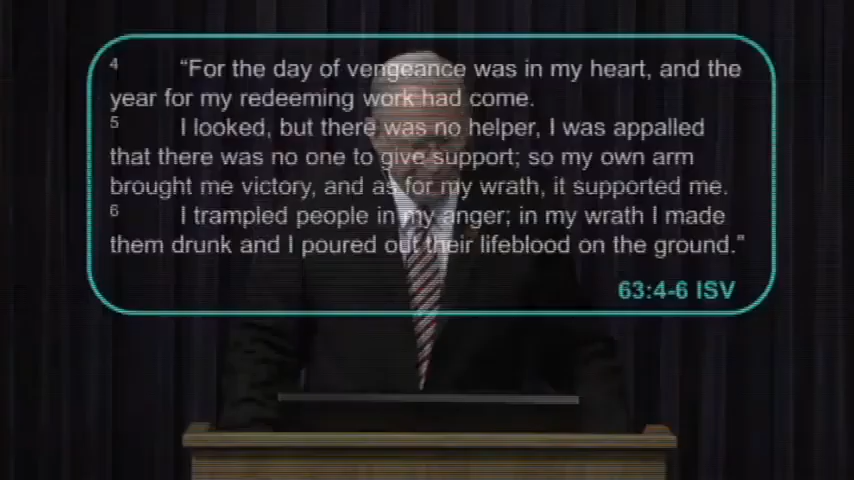 4 “For the day of vengeance was in my heart, and the
year for my redeeming work had come.
5 I looked, but there was no helper, I was appalled
that there was no one to give support; so my own arm
brought me victory, and as for my wrath, it supported me.
6 I trampled people in my anger; in my wrath I made
them drunk and I poured out their lifeblood on the ground.”
63:4-6 ISV